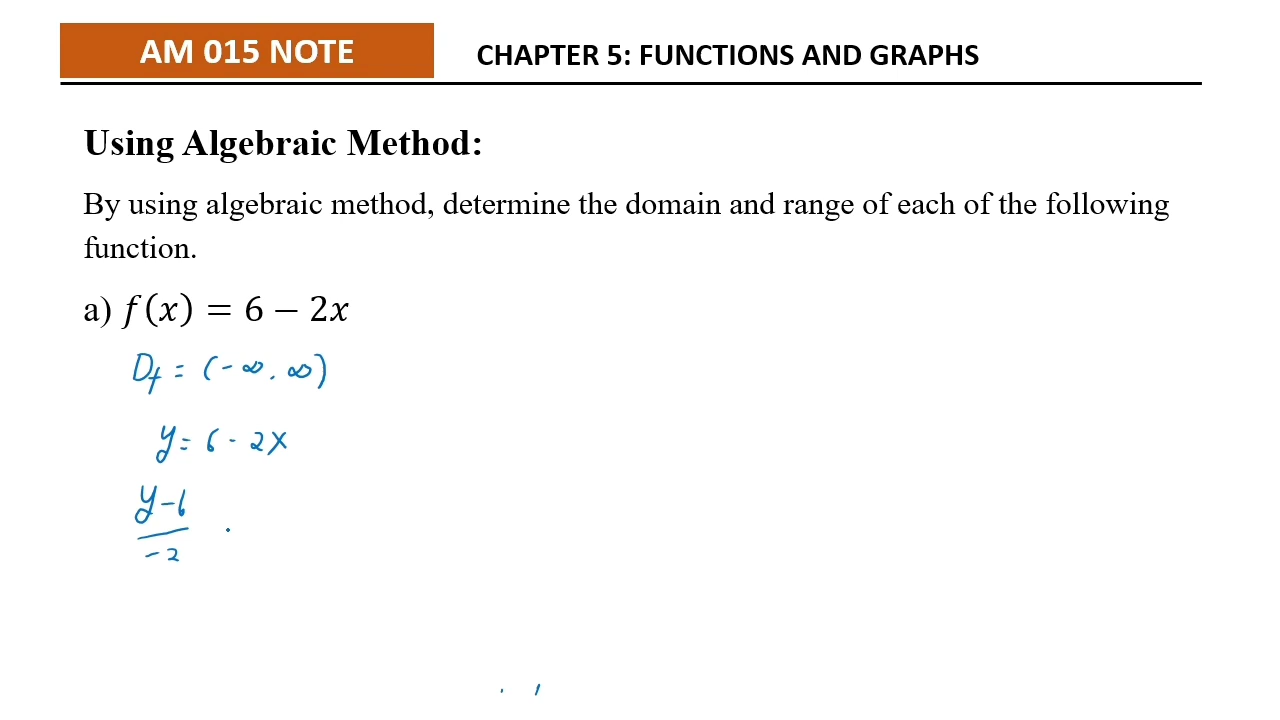 AM 015 NOTE
CHAPTER 5: FUNCTIONS AND GRAPHS
Using Algebraic Method:
By using algebraic method, determine the domain and range of each of the following
function.
a) f(x) = 6 − 2x
Df = (-∞, ∞)
y = 6 - 2x
y - 6
-2